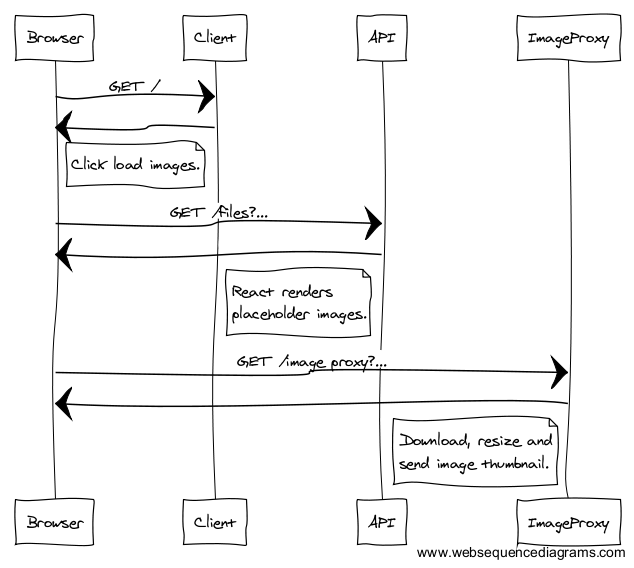 Browser Client API ImageProxy
GET /
Click load images.
GET /files?...
React renders
placeholder images.
GET /image proxy?...
Download, resize and
send image thumbnail.
Browser Client API ImageProxy
www.websequencediagrams.com